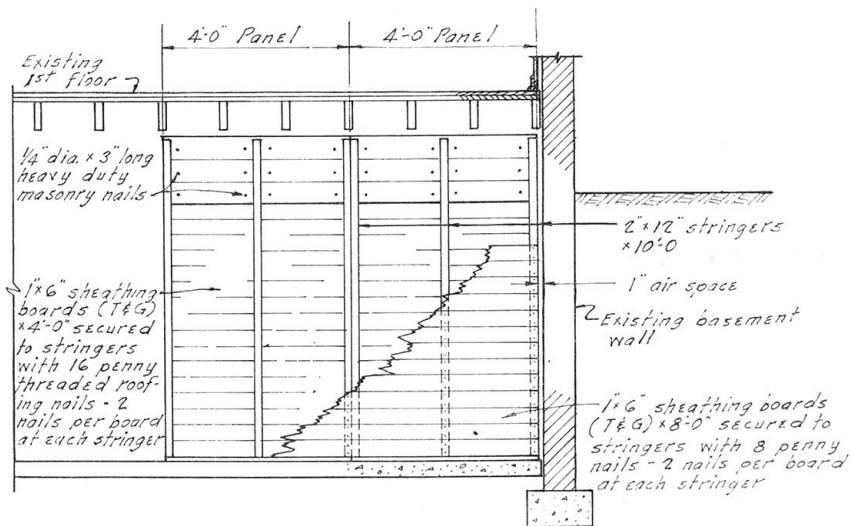 4'-0" Panel
4'-0" Panel
Existing
1st floor
1/4" dia. x 3" long
heavy duty
masonry nails
2" x 12" stringers
x 10'-0
1" air space
Existing basement
wall
1" x 6" sheathing
boards (T&G)
x 4'-0" secured
to stringers
with 16 penny
threaded roof-
ing nails - 2
nails per board
at each stringer
1" x 6" sheathing boards
(T&G) x 8'-0" secured to
stringers with 8 penny
nails - 2 nails per board
at each stringer